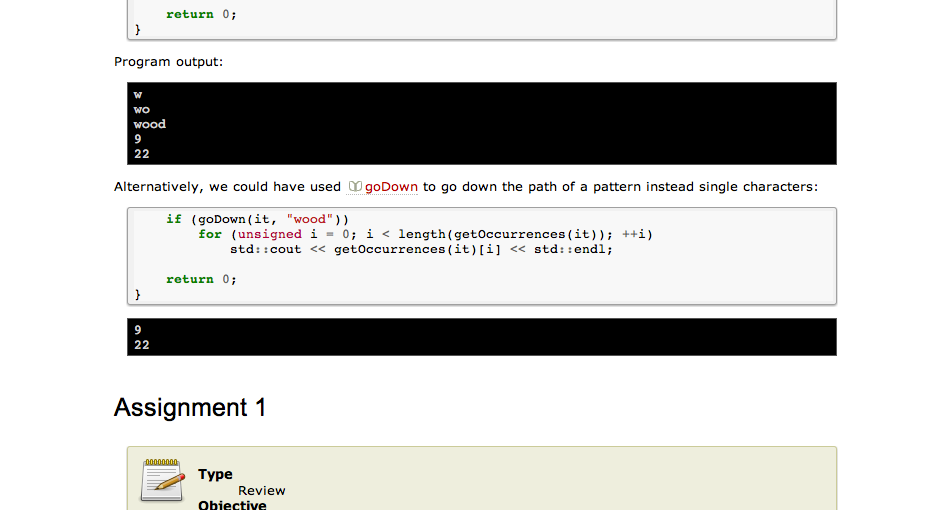 return 0;
}
Program output:
w
wo
wood
9
22
Alternatively, we could have used goDown to go down the path of a pattern instead single characters:
if (goDown(it, "wood"))
for (unsigned i = 0; i < length(getOccurrences(it)); ++i)
std::cout << getOccurrences(it)[i] << std::endl;
return 0;
}
9
22
Assignment 1
Type
Review
Objective